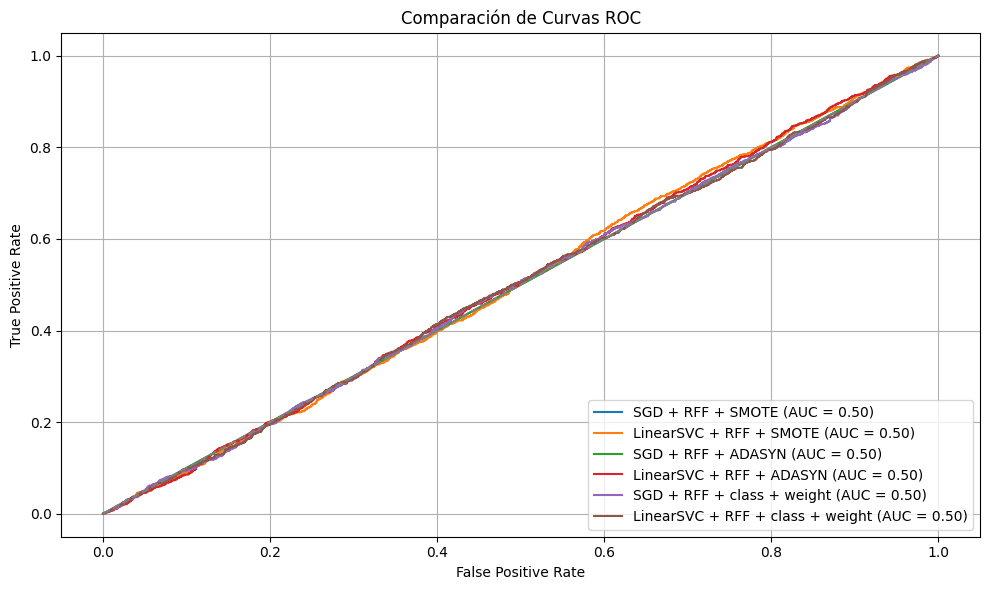 Comparación de Curvas ROC
True Positive Rate
1.0
0.8
0.6
0.4
0.2
0.0
SGD + RFF + SMOTE (AUC = 0.50)
LinearSVC + RFF + SMOTE (AUC = 0.50)
SGD + RFF + ADASYN (AUC = 0.50)
LinearSVC + RFF + ADASYN (AUC = 0.50)
SGD + RFF + class + weight (AUC = 0.50)
LinearSVC + RFF + class + weight (AUC = 0.50)
0.0 0.2 0.4 0.6 0.8 1.0
False Positive Rate